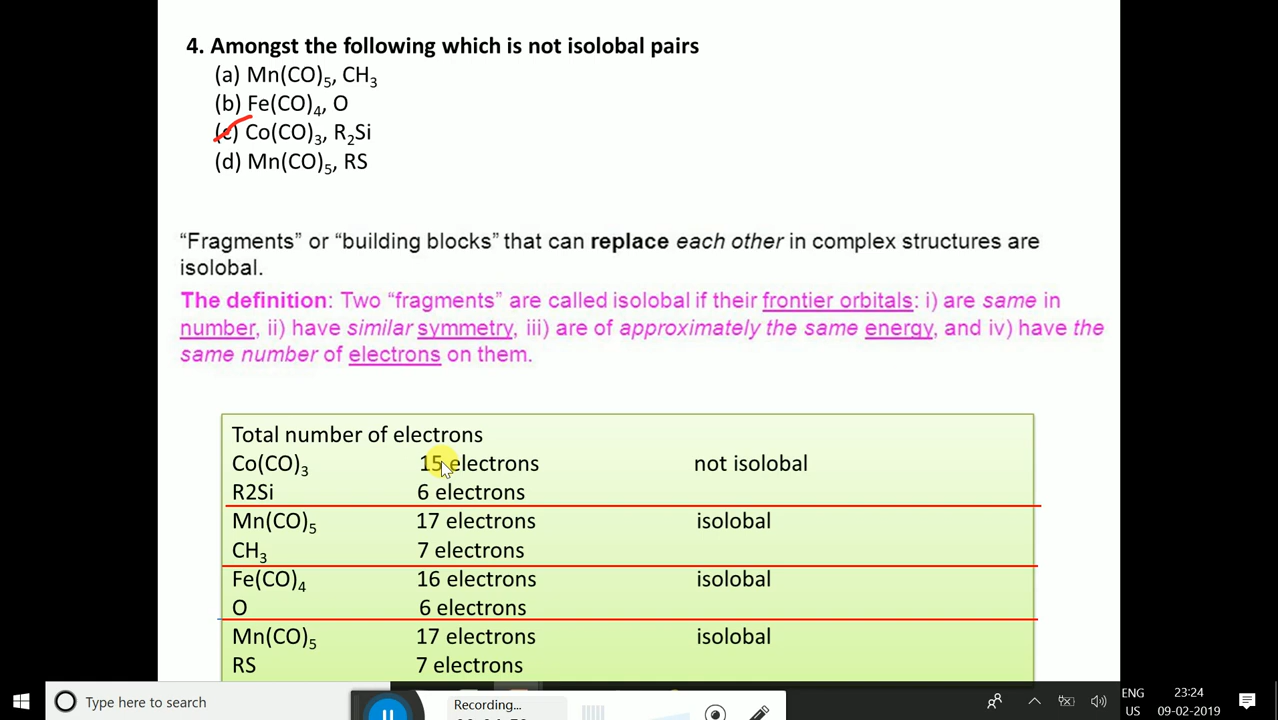 4. Amongst the following which is not isolobal pairs
(a) Mn(CO)5, CH3
(b) Fe(CO)4, O
(c) Co(CO)3, R2Si
(d) Mn(CO)5, RS
“Fragments” or “building blocks” that can replace each other in complex structures are
isolobal.
The definition: Two “fragments” are called isolobal if their frontier orbitals: i) are same in
number, ii) have similar symmetry, iii) are of approximately the same energy, and iv) have the
same number of electrons on them.
Total number of electrons
Co(CO)3 15 electrons not isolobal
R2Si 6 electrons
Mn(CO)5 17 electrons isolobal
CH3 7 electrons
Fe(CO)4 16 electrons isolobal
O 6 electrons
Mn(CO)5 17 electrons isolobal
RS 7 electrons
Type here to search
Recording...
ENG
US
23:24
09-02-2019